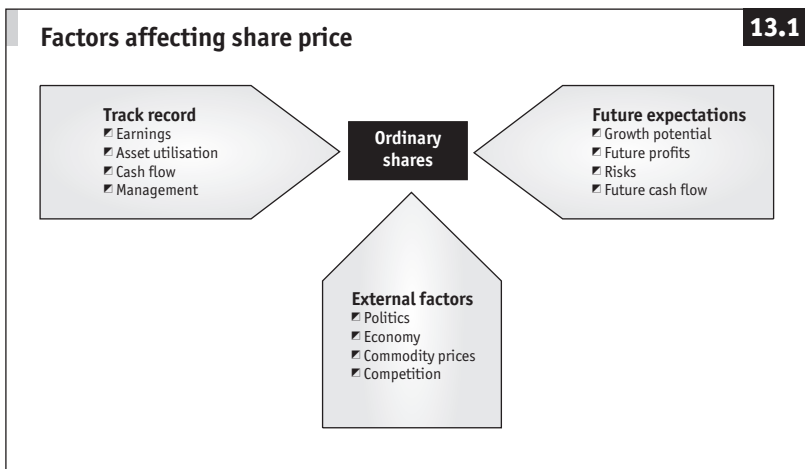 Factors affecting share price
13.1
Track record
Earnings
Asset utilisation
Cash flow
Management
Ordinary
shares
Future expectations
Growth potential
Future profits
Risks
Future cash flow
External factors
Politics
Economy
Commodity prices
Competition